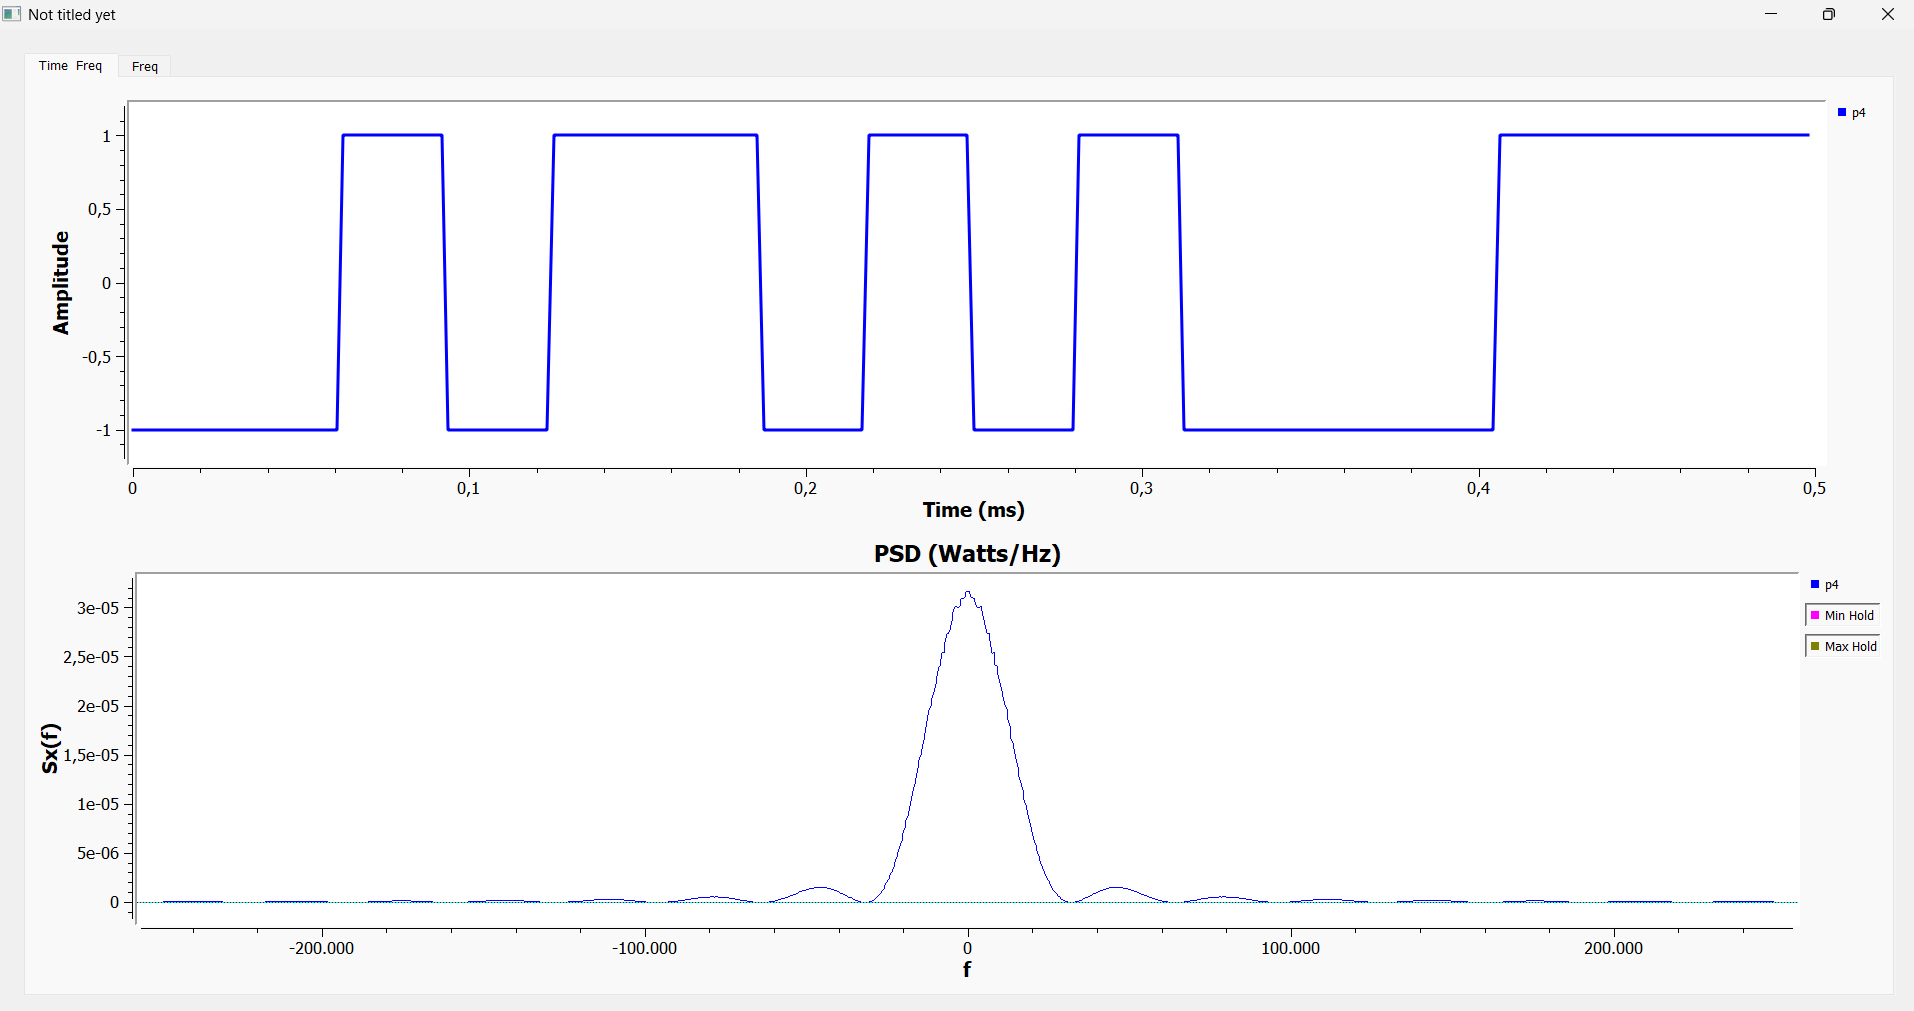 Not titled yet
Time Freq
Freq
p4
1
0,5
0
-0,5
-1
Amplitude
0
0,1
0,2
0,3
0,4
0,5
Time (ms)
PSD (Watts/Hz)
p4
Min Hold
Max Hold
3e-05
2,5e-05
2e-05
1,5e-05
1e-05
5e-06
0
Sx(f)
-200.000
-100.000
0
100.000
200.000
f